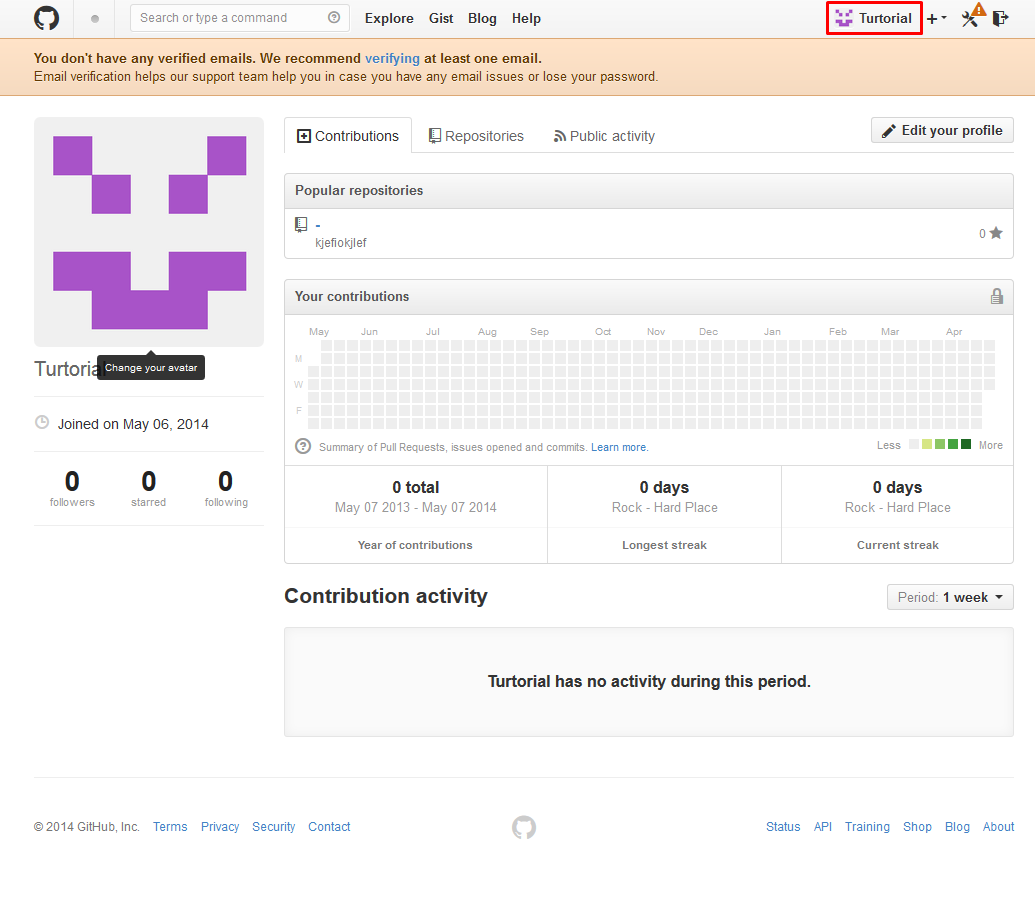 Search or type a command
Explore Gist Blog Help
Turtorial
You don't have any verified emails. We recommend verifying at least one email.
Email verification helps our support team help you in case you have any email issues or lose your password.
Contributions Repositories Public activity
Edit your profile
Popular repositories
-
kjefiokjlef
0
Your contributions
May Jun Jul Aug Sep Oct Nov Dec Jan Feb Mar Apr
M
W
F
Summary of Pull Requests, issues opened and commits. Learn more.
Less More
0 total
May 07 2013 - May 07 2014
Year of contributions
0 days
Rock - Hard Place
Longest streak
0 days
Rock - Hard Place
Current streak
Turtorial
Change your avatar
Joined on May 06, 2014
0 0 0
followers starred following
Contribution activity
Period: 1 week
Turtorial has no activity during this period.
© 2014 GitHub, Inc. Terms Privacy Security Contact
Status API Training Shop Blog About